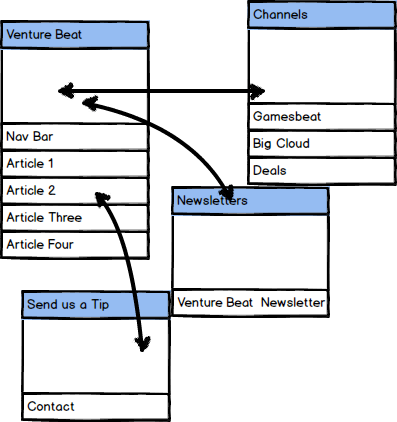 Venture Beat
Nav Bar
Article 1
Article 2
Article Three
Article Four
Channels
Gamesbeat
Big Cloud
Deals
Newsletters
Venture Beat Newsletter
Send us a Tip
Contact